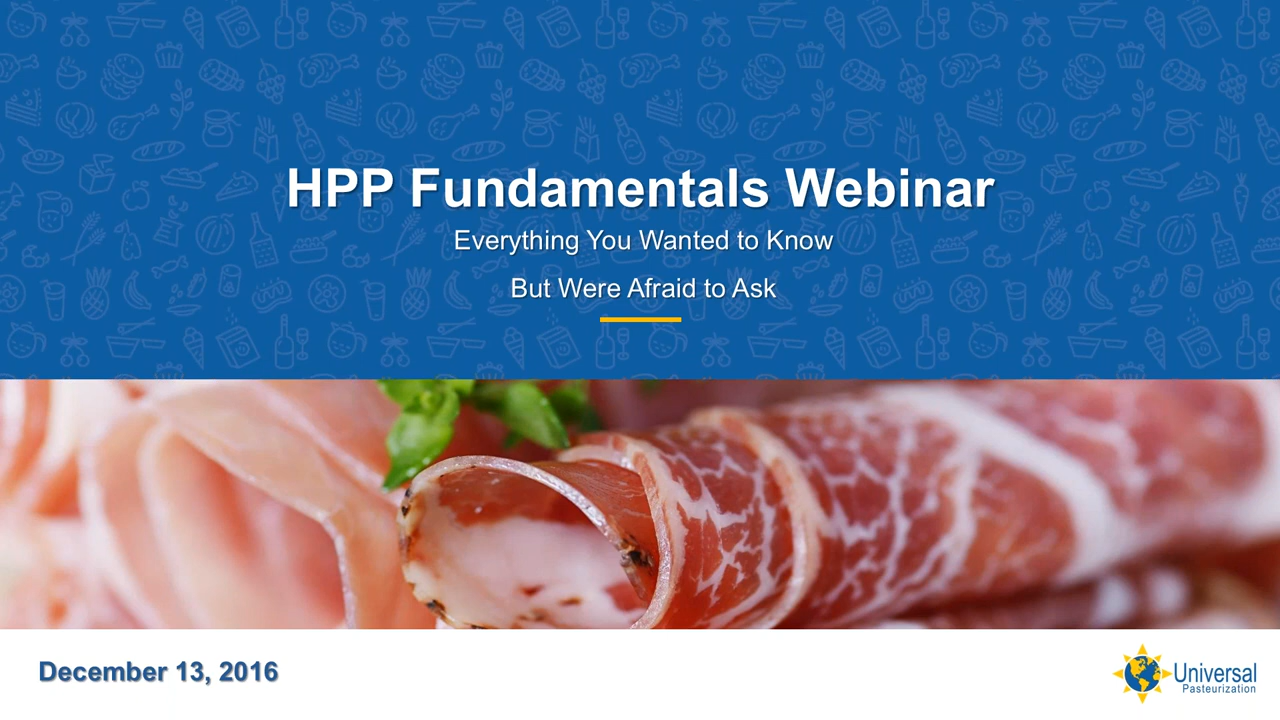 HPP Fundamentals Webinar
Everything You Wanted to Know
But Were Afraid to Ask
December 13, 2016
Universal
Pasteurization